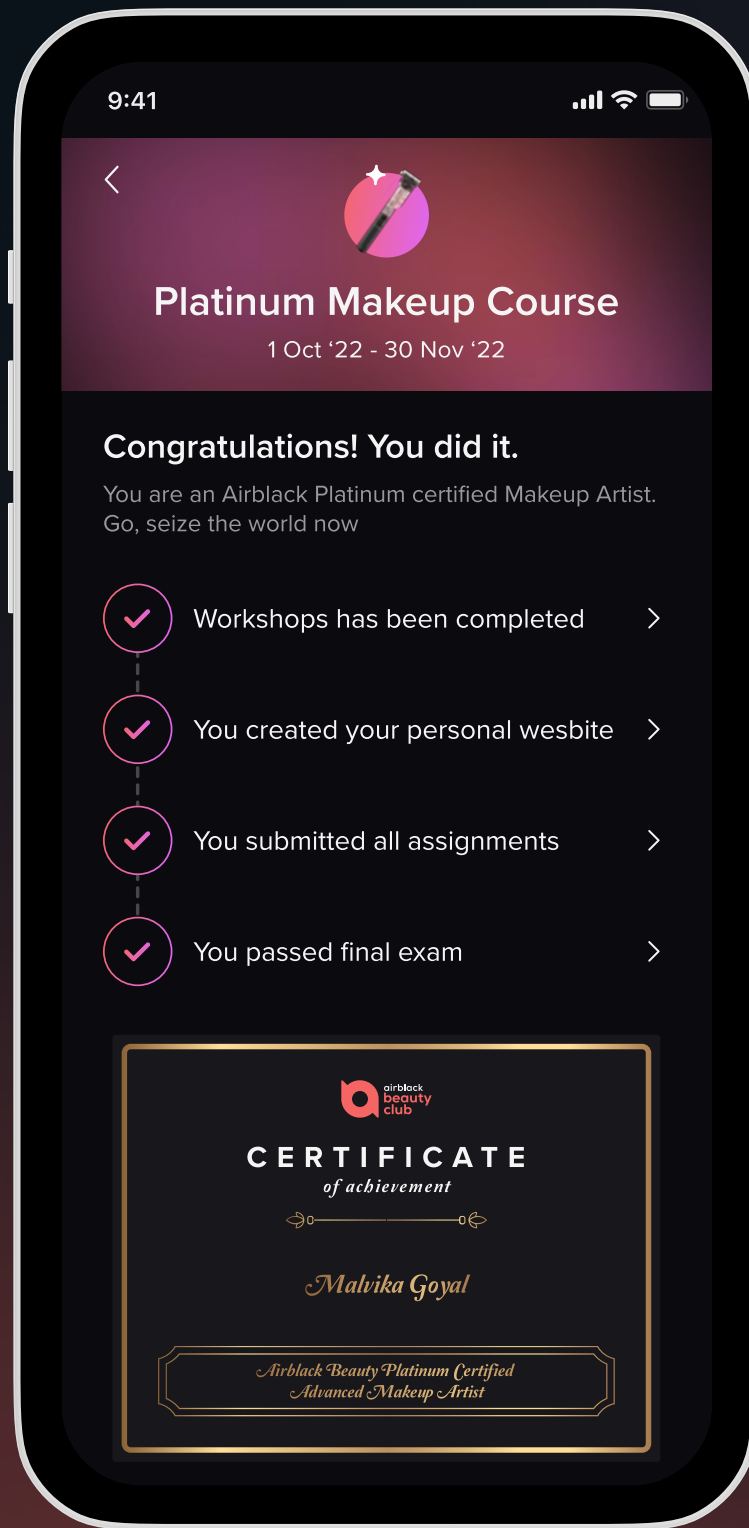 9:41
Platinum Makeup Course
1 Oct ‘22 - 30 Nov ‘22
Congratulations! You did it.
You are an Airblack Platinum certified Makeup Artist.
Go, seize the world now
Workshops has been completed
You created your personal wesbite
You submitted all assignments
You passed final exam
airblack
beauty
club
CERTIFICATE
of achievement
Malvika Goyal
Airblack Beauty Platinum Certified
Advanced Makeup Artist